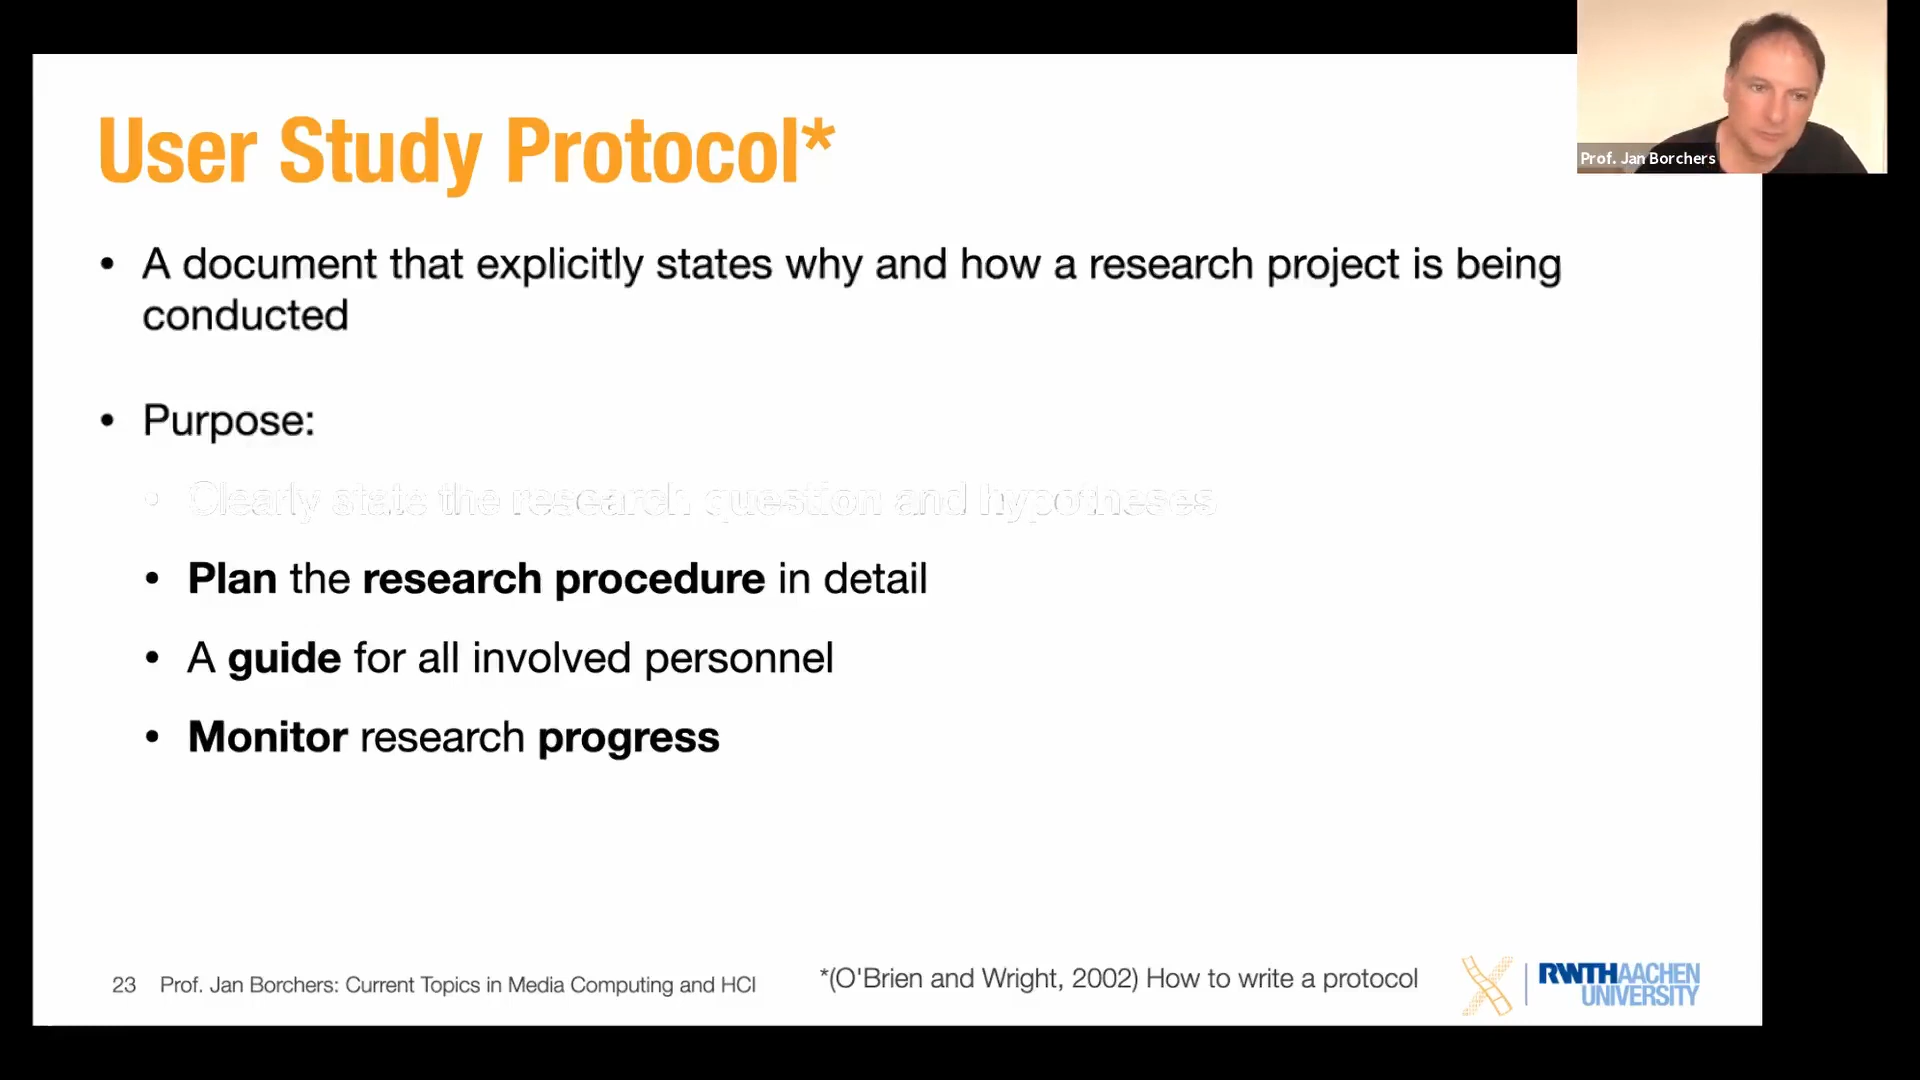 User Study Protocol*
• A document that explicitly states why and how a research project is being
conducted
• Purpose:
• Clearly state the research question and hypotheses
• Plan the research procedure in detail
• A guide for all involved personnel
• Monitor research progress
23 Prof. Jan Borchers: Current Topics in Media Computing and HCI
*(O'Brien and Wright, 2002) How to write a protocol
RWTHAACHEN
UNIVERSITY
Prof. Jan Borchers